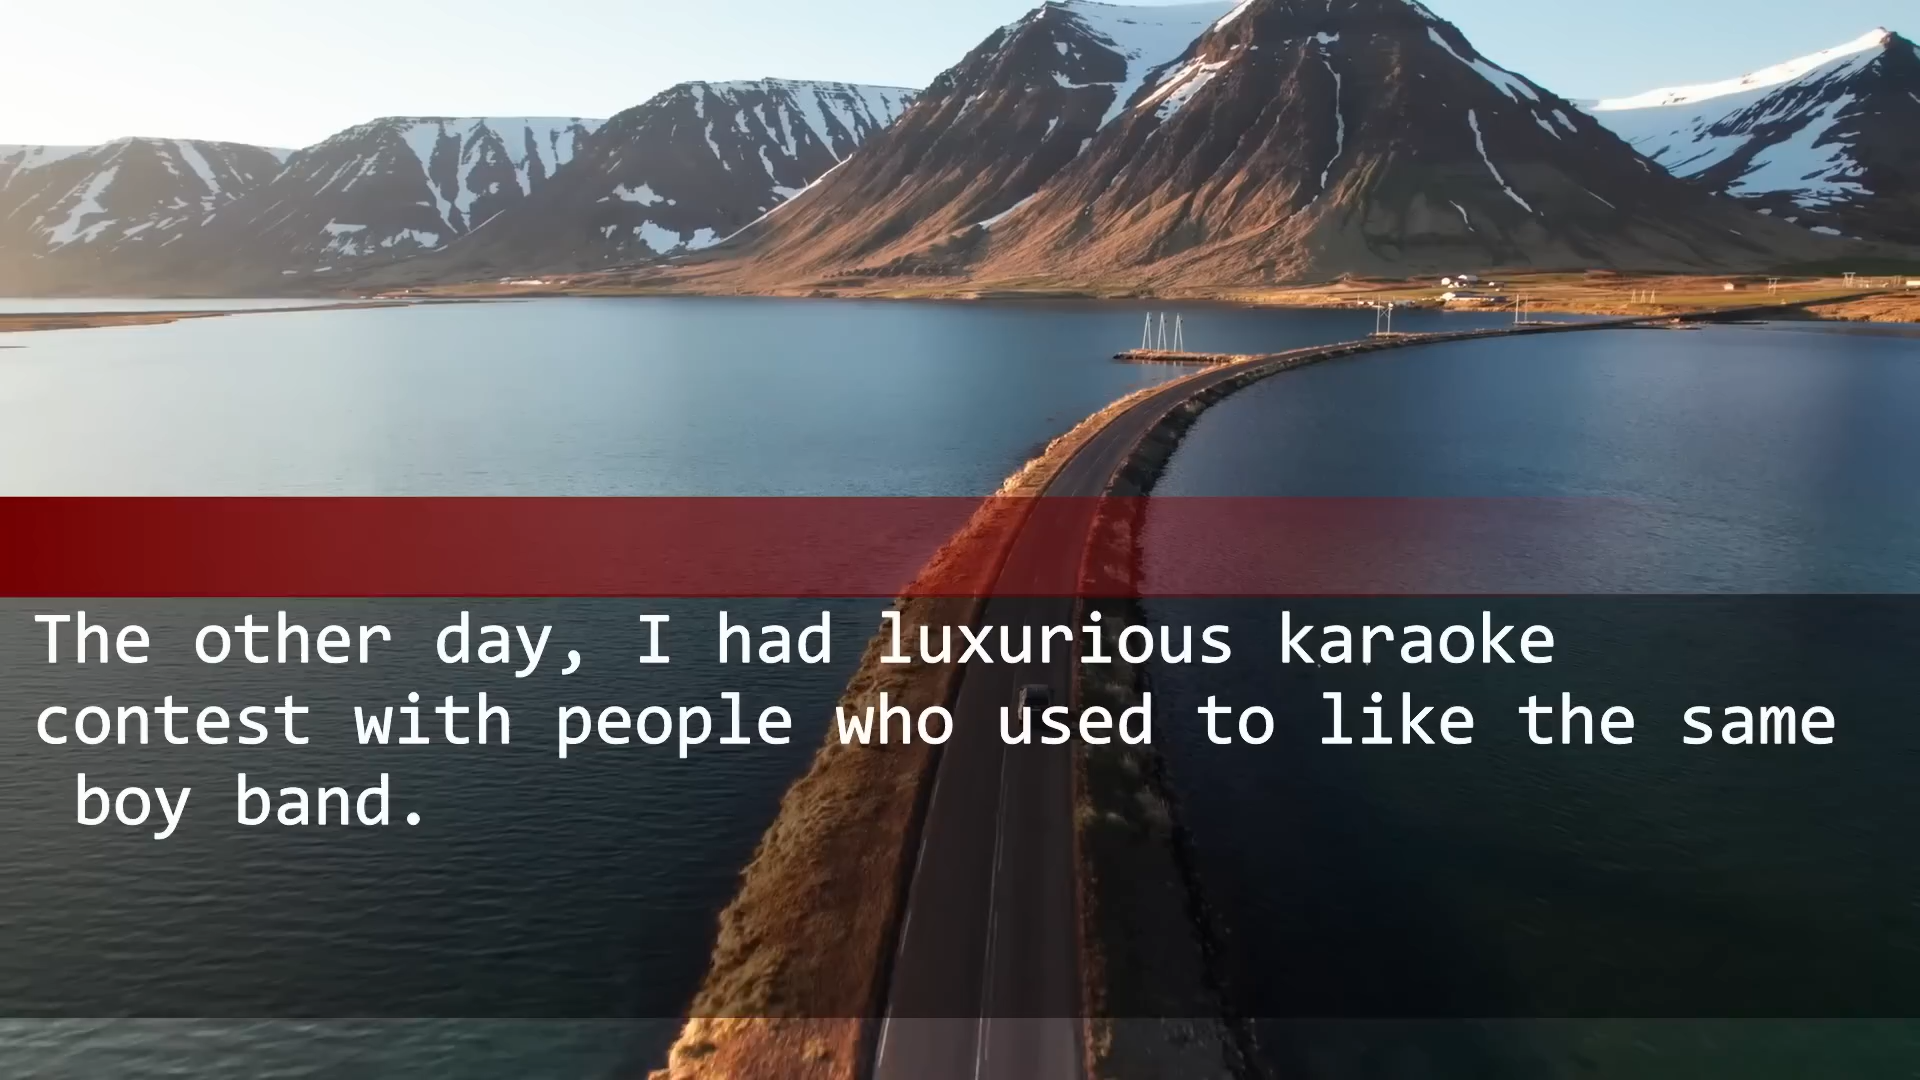 The other day, I had luxurious karaoke
contest with people who used to like the same
boy band.